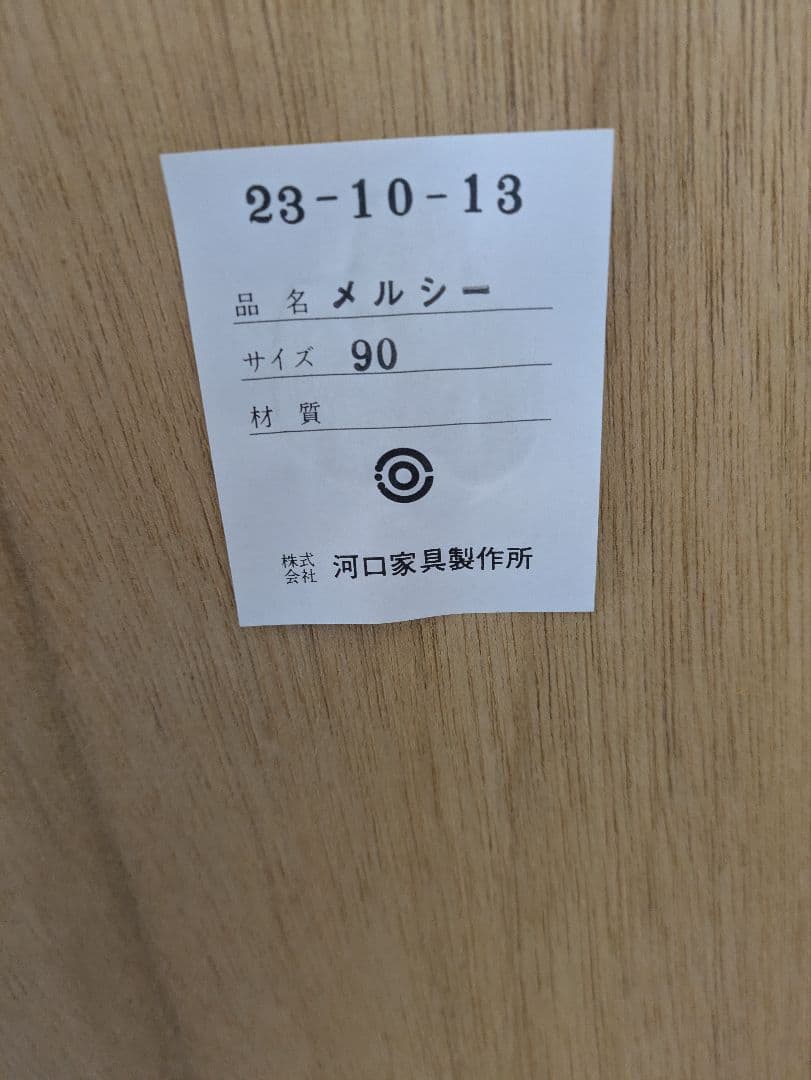 23-10-13
品名 メルシー
サイズ 90
材質
株式会社 河口家具製作所